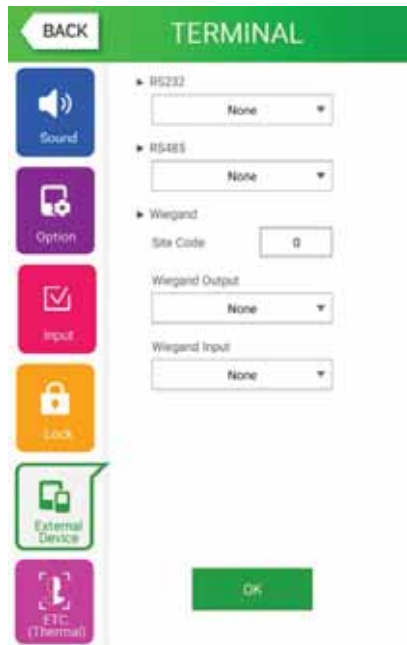 BACK
TERMINAL
Sound
Option
Input
Lock
External
Device
ETC.
(Thermal)
▶ RS232
None
▶ RS485
None
▶ Wiegand
Site Code 0
Wiegand Output
None
Wiegand Input
None
OK